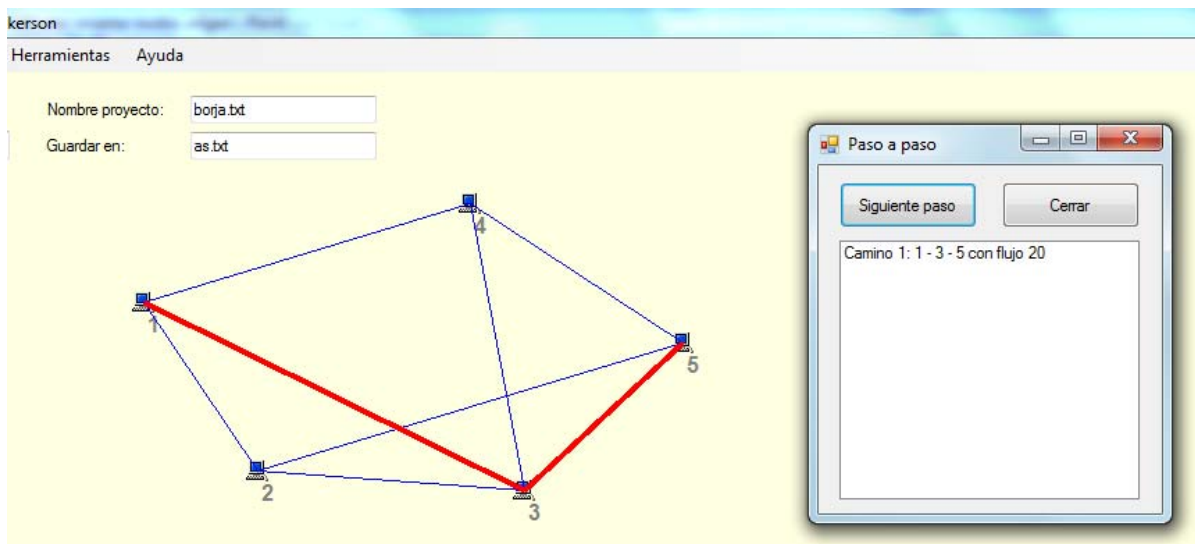 kerson
Herramientas Ayuda
Nombre proyecto: borja.txt
Guardar en: as.txt
Paso a paso
Siguiente paso Cerrar
Camino 1: 1 - 3 - 5 con flujo 20
4
1
5
2
3